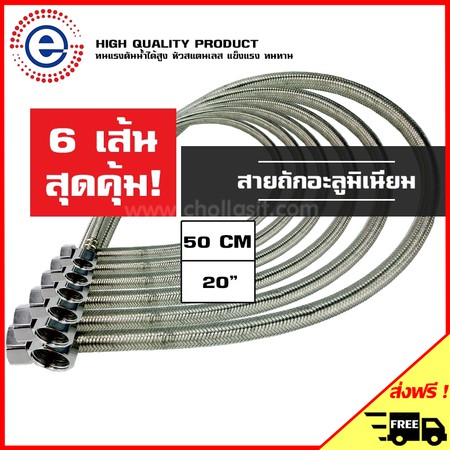 e
HIGH QUALITY PRODUCT
ทนแรงดันน้ำได้สูง หัวสแตนเลส แข็งแรง ทนทาน
6 เส้น
สุดคุ้ม!
สายถักอะลูมิเนียม
www.chollasit.com
50 CM
20”
ส่งฟรี !
FREE